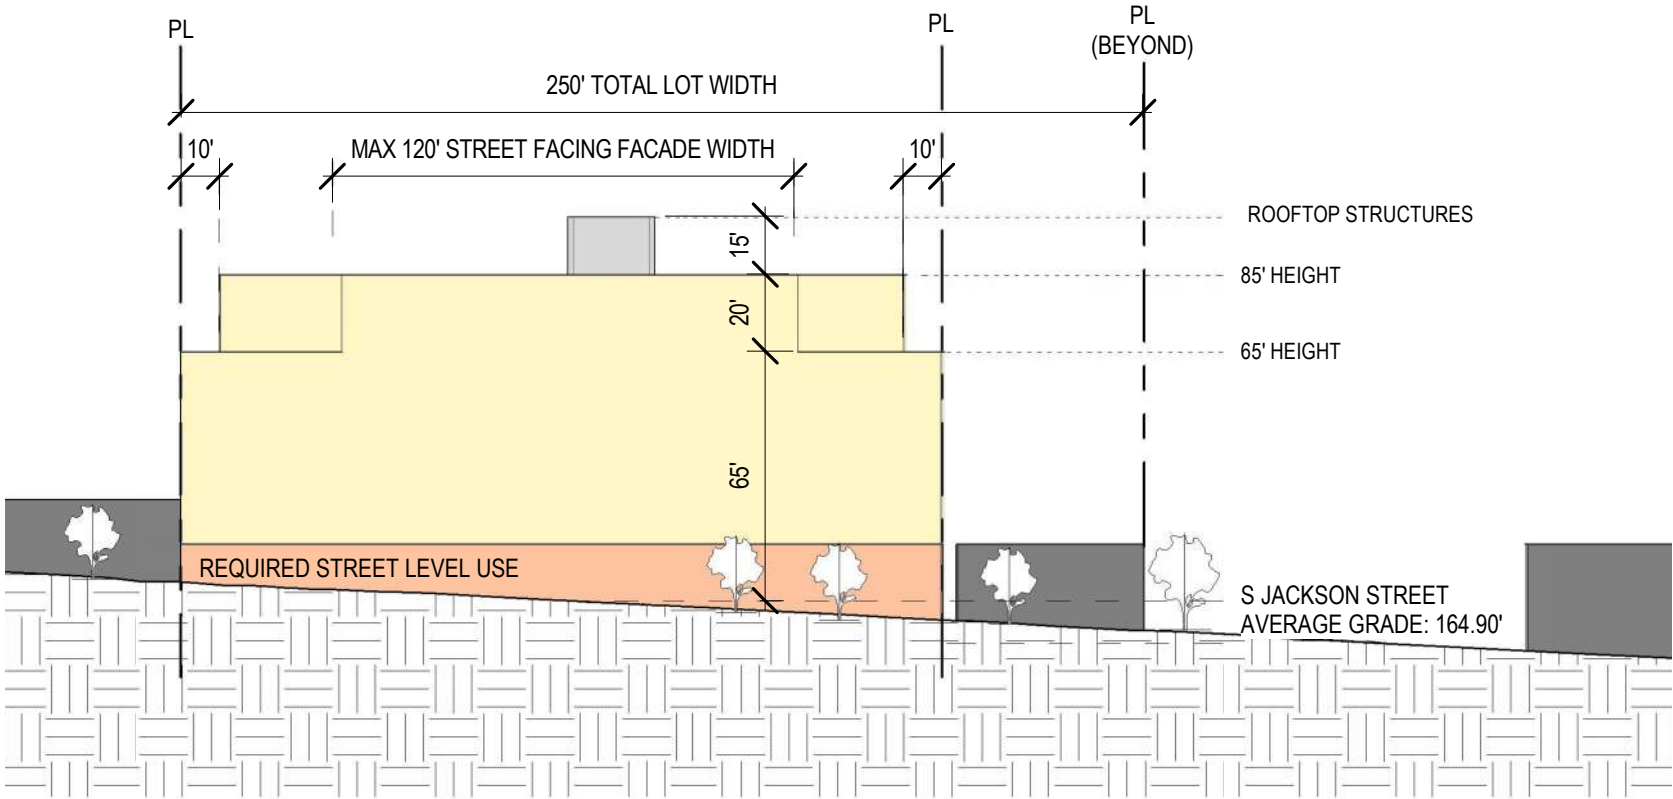 PL
PL
PL
(BEYOND)
250' TOTAL LOT WIDTH
10'
MAX 120' STREET FACING FACADE WIDTH
10'
ROOFTOP STRUCTURES
15'
85' HEIGHT
20'
65' HEIGHT
65'
REQUIRED STREET LEVEL USE
S JACKSON STREET
AVERAGE GRADE: 164.90'